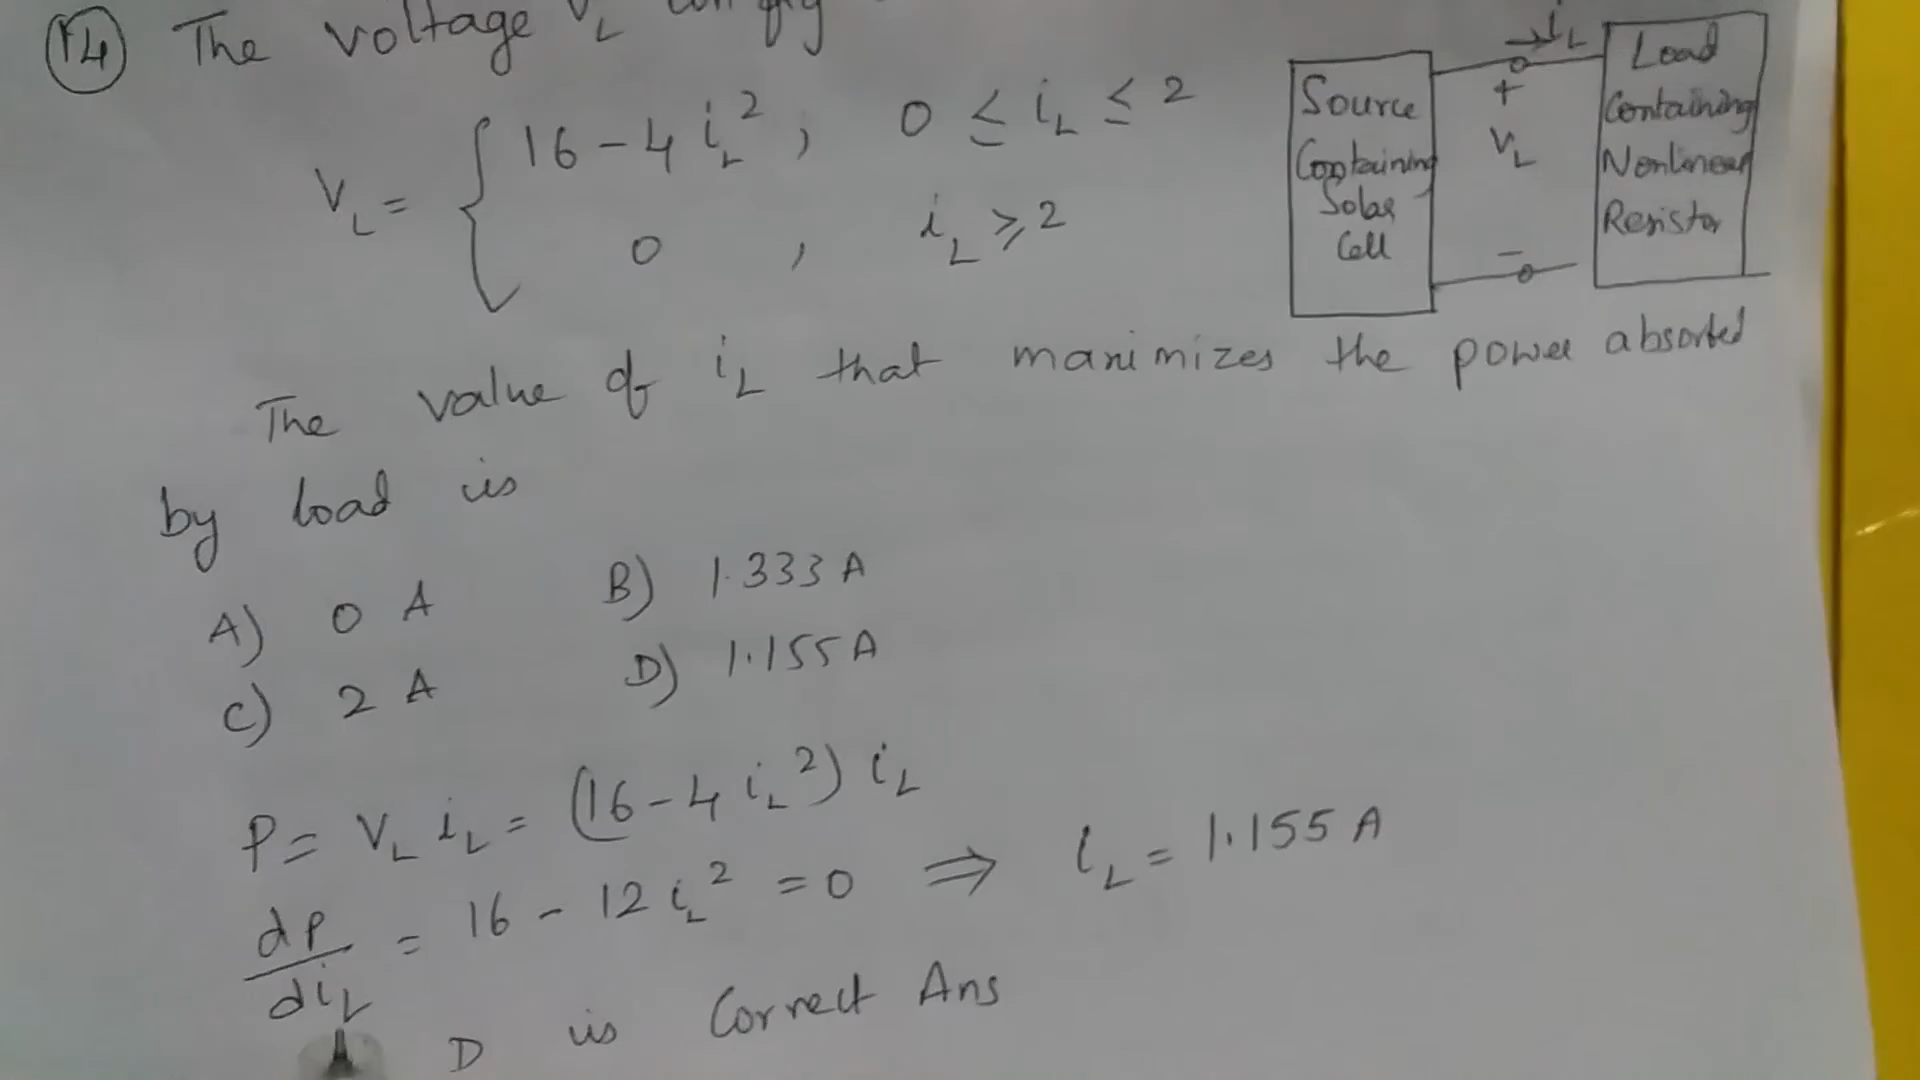 14 The voltage V_L
V_L = { 16 - 4 i_L^2 , 0 ≤ i_L ≤ 2
0 , i_L ≥ 2
i_L
Source
Containing
Solar
Cell
+
V_L
-
Load
Containing
Nonlinear
Resistor
The value of i_L that maximizes the power absorbed
by load is
A) 0 A B) 1.333 A
C) 2 A D) 1.155 A
P = V_L i_L = (16 - 4 i_L^2) i_L
dP/di_L = 16 - 12 i_L^2 = 0 ⇒ i_L = 1.155 A
D is Correct Ans